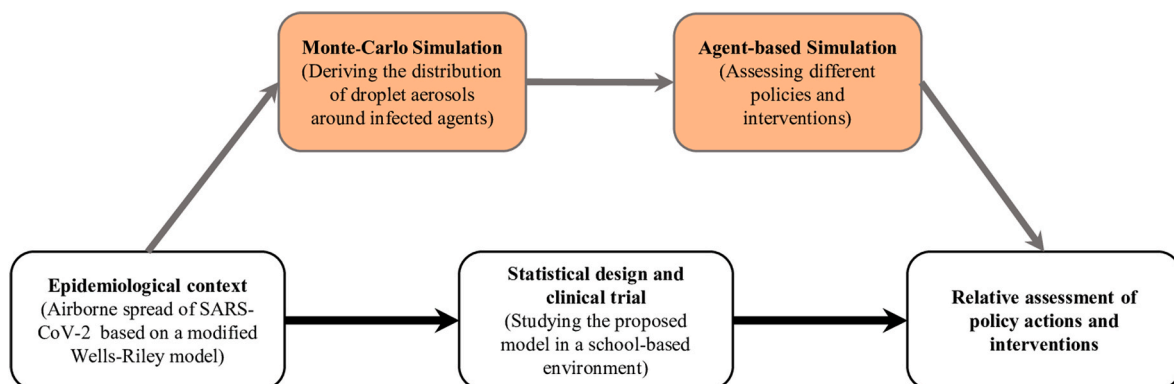 Monte-Carlo Simulation
(Deriving the distribution
of droplet aerosols
around infected agents)
Agent-based Simulation
(Assessing different
policies and
interventions)
Epidemiological context
(Airborne spread of SARS-
CoV-2 based on a modified
Wells-Riley model)
Statistical design and
clinical trial
(Studying the proposed
model in a school-based
environment)
Relative assessment of
policy actions and
interventions